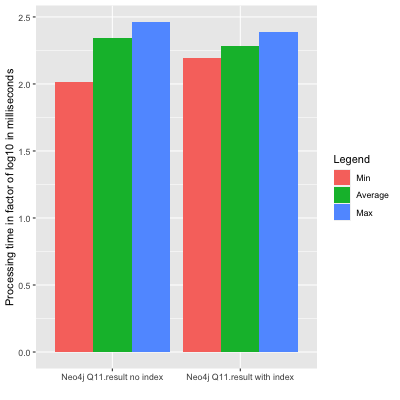 Processing time in factor of log10 in milliseconds
2.5
2.0
1.5
1.0
0.5
0.0
Neo4j Q11.result no index
Neo4j Q11.result with index
Legend
Min
Average
Max